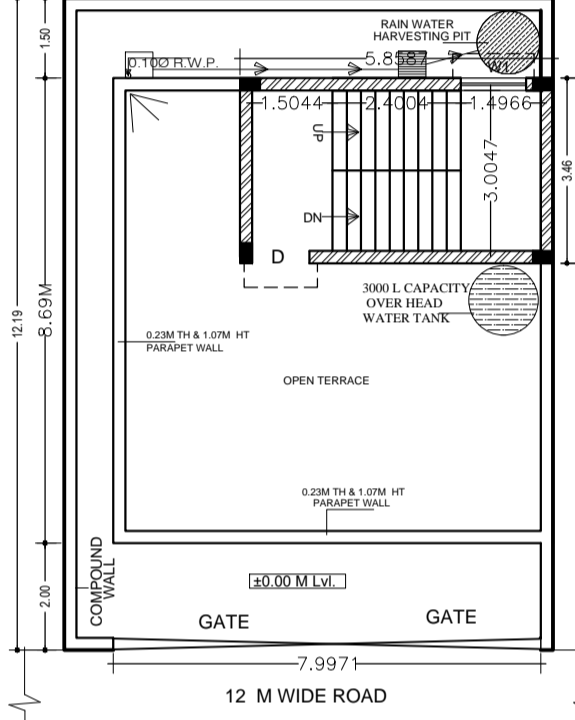 RAIN WATER
HARVESTING PIT
1.50
0.10Ø R.W.P.
5.8587
W1
1.5044
2.4004
1.4966
UP
3.0047
3.46
DN
D
3000 L CAPACITY
OVER HEAD
WATER TANK
12.19
8.69M
0.23M TH & 1.07M HT
PARAPET WALL
OPEN TERRACE
0.23M TH & 1.07M HT
PARAPET WALL
COMPOUND
WALL
2.00
±0.00 M Lvl.
GATE
GATE
7.9971
12 M WIDE ROAD